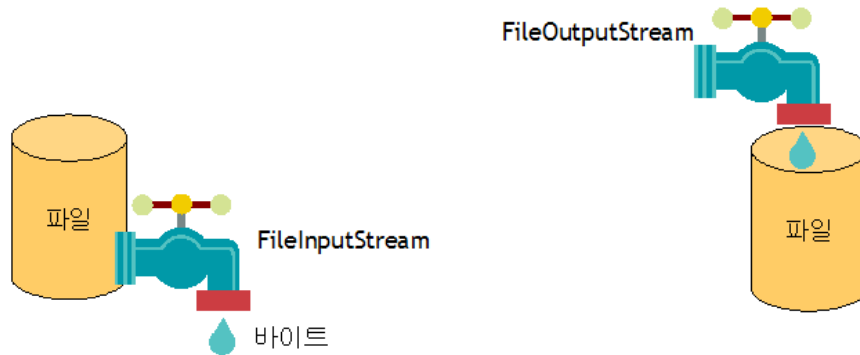 파일
FileInputStream
바이트
FileOutputStream
파일